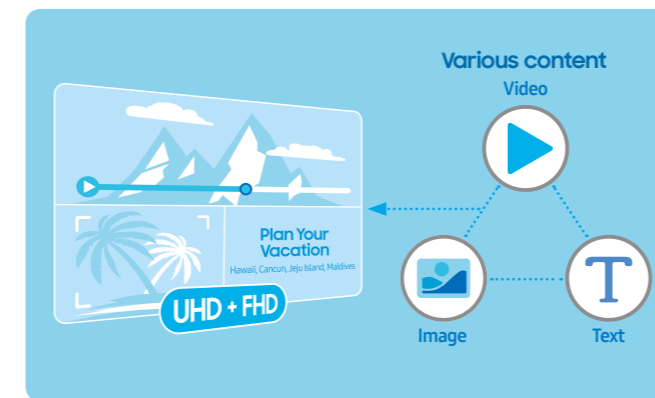 Various content
Video
Plan Your
Vacation
Hawaii, Cancun, Jeju Island, Maldives
UHD + FHD
T
Image
Text